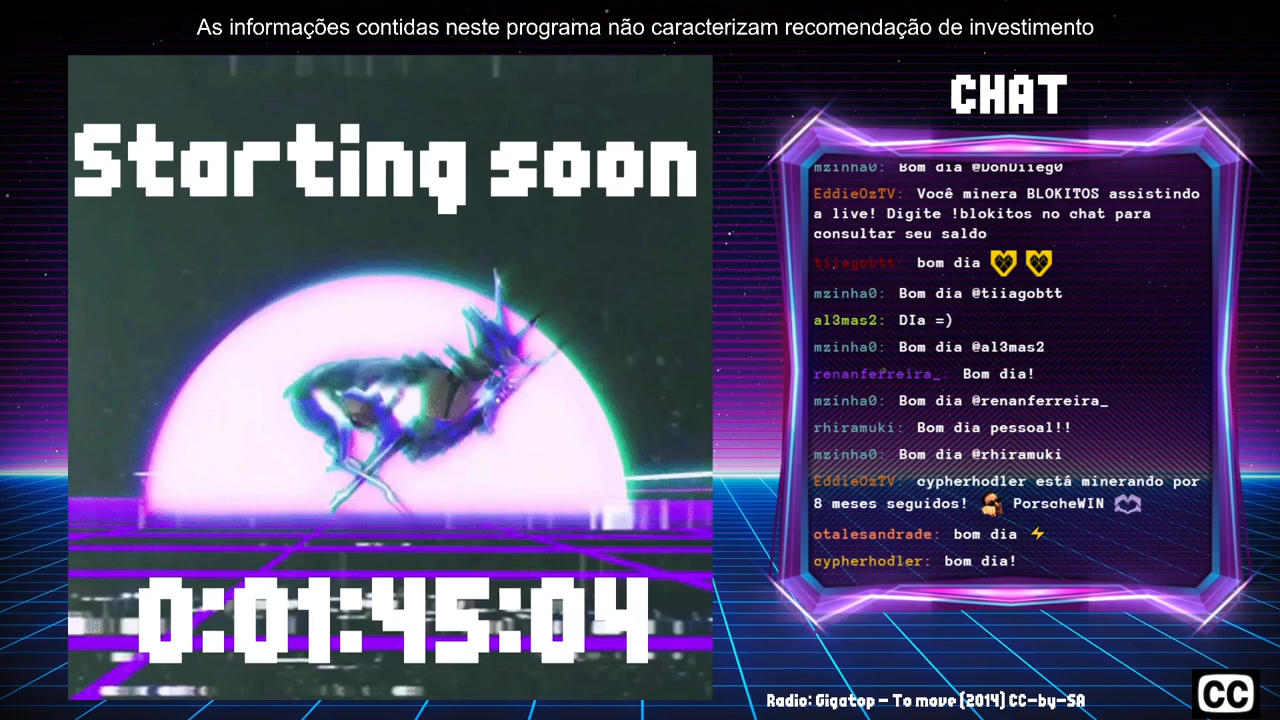 As informações contidas neste programa não caracterizam recomendação de investimento
Starting soon
0:01:45:04
CHAT
mzinha0: Bom dia @DonDiieg0
EddieOzTV: Você minera BLOKITOS assistindo
a live! Digite !blokitos no chat para
consultar seu saldo
tiiagobtt: bom dia
mzinha0: Bom dia @tiiagobtt
al3mas2: DIa =)
mzinha0: Bom dia @al3mas2
renanferreira_: Bom dia!
mzinha0: Bom dia @renanferreira_
rhiramuki: Bom dia pessoal!!
mzinha0: Bom dia @rhiramuki
EddieOzTV: cypherhodler está minerando por
8 meses seguidos! PorscheWIN
otalesandrade: bom dia ⚡
cypherhodler: bom dia!
Radio: Gigatop - To move (2014) CC-by-SA
CC